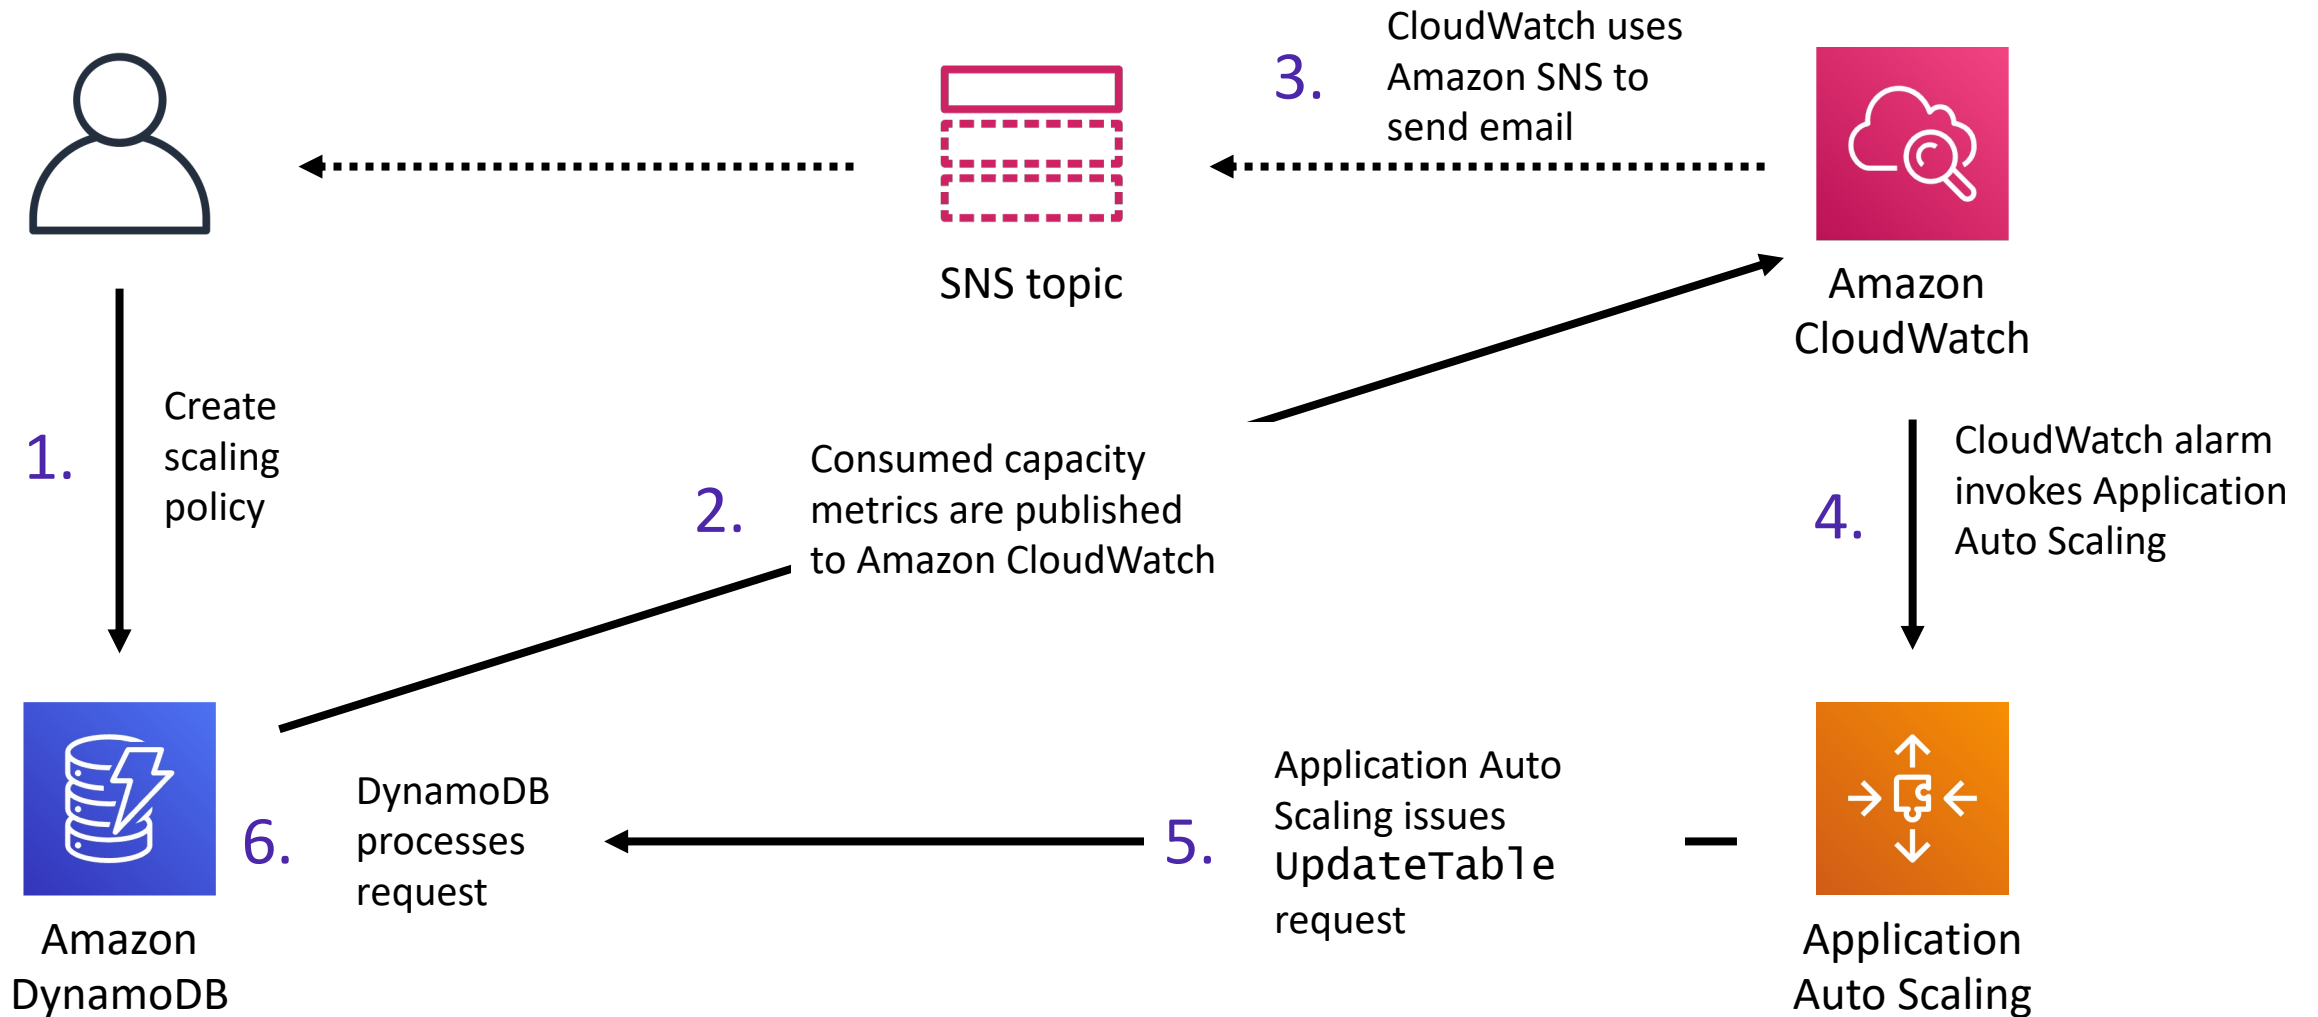 3.
CloudWatch uses
Amazon SNS to
send email
SNS topic
Amazon
CloudWatch
1.
Create
scaling
policy
2.
Consumed capacity
metrics are published
to Amazon CloudWatch
4.
CloudWatch alarm
invokes Application
Auto Scaling
6.
DynamoDB
processes
request
5.
Application Auto
Scaling issues
UpdateTable
request
Amazon
DynamoDB
Application
Auto Scaling